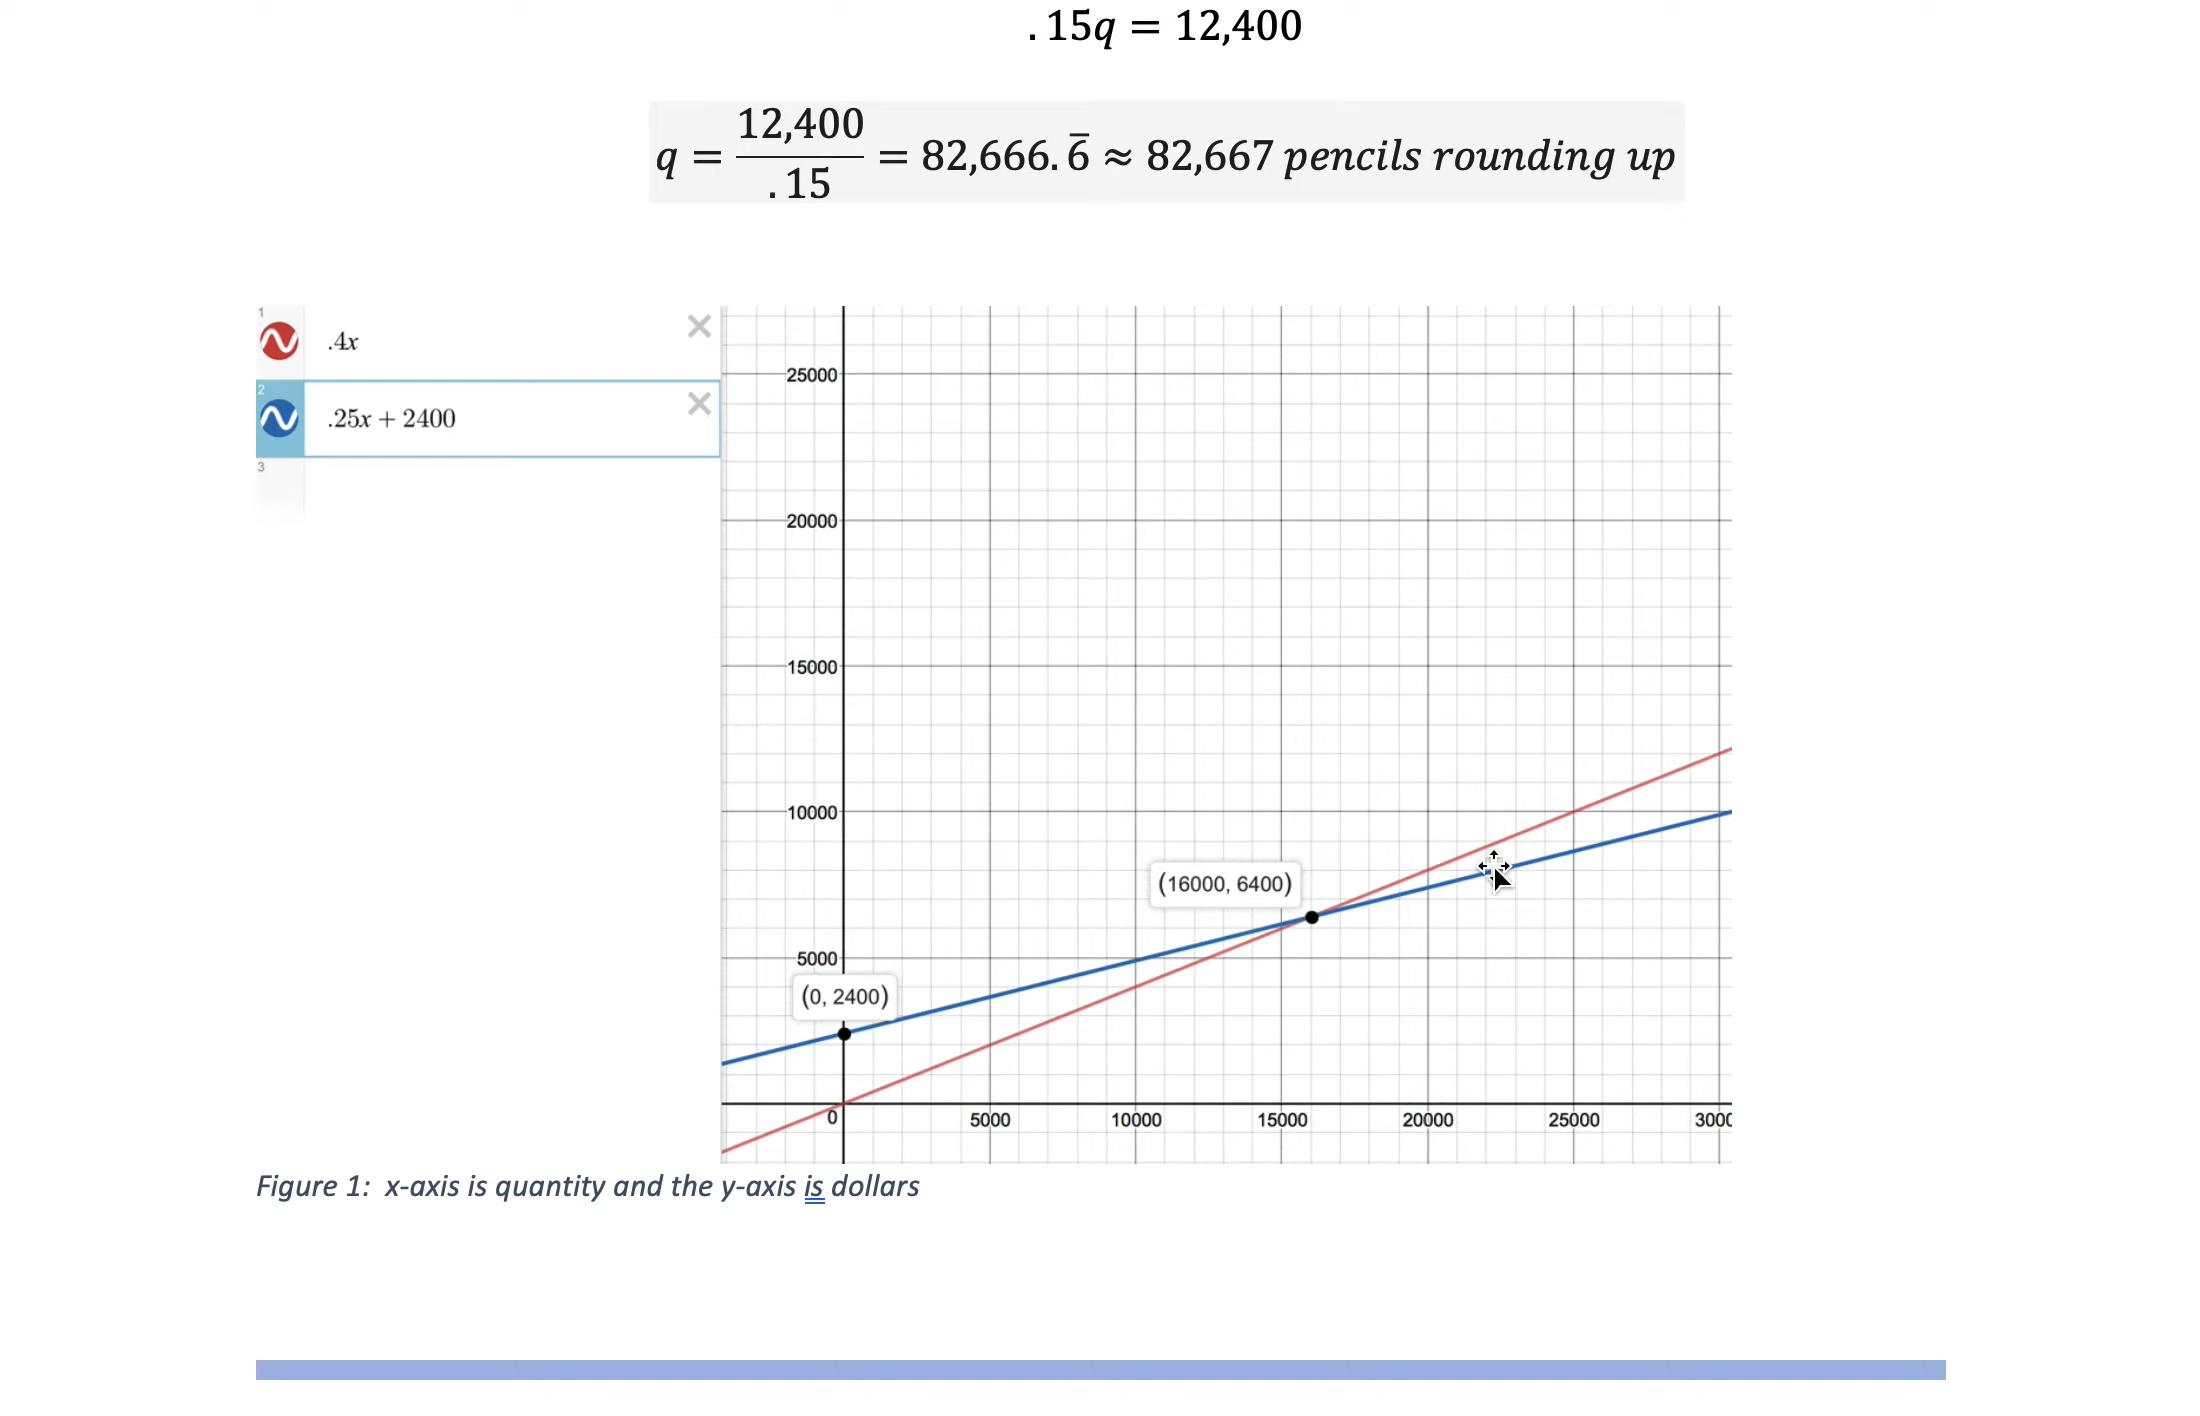 .15q = 12,400
q = 12,400/.15 = 82,666.6̅ ≈ 82,667 pencils rounding up
1
.4x
2
.25x + 2400
3
25000
20000
15000
10000
(16000, 6400)
5000
(0, 2400)
0 5000 10000 15000 20000 25000 3000
Figure 1: x-axis is quantity and the y-axis is dollars